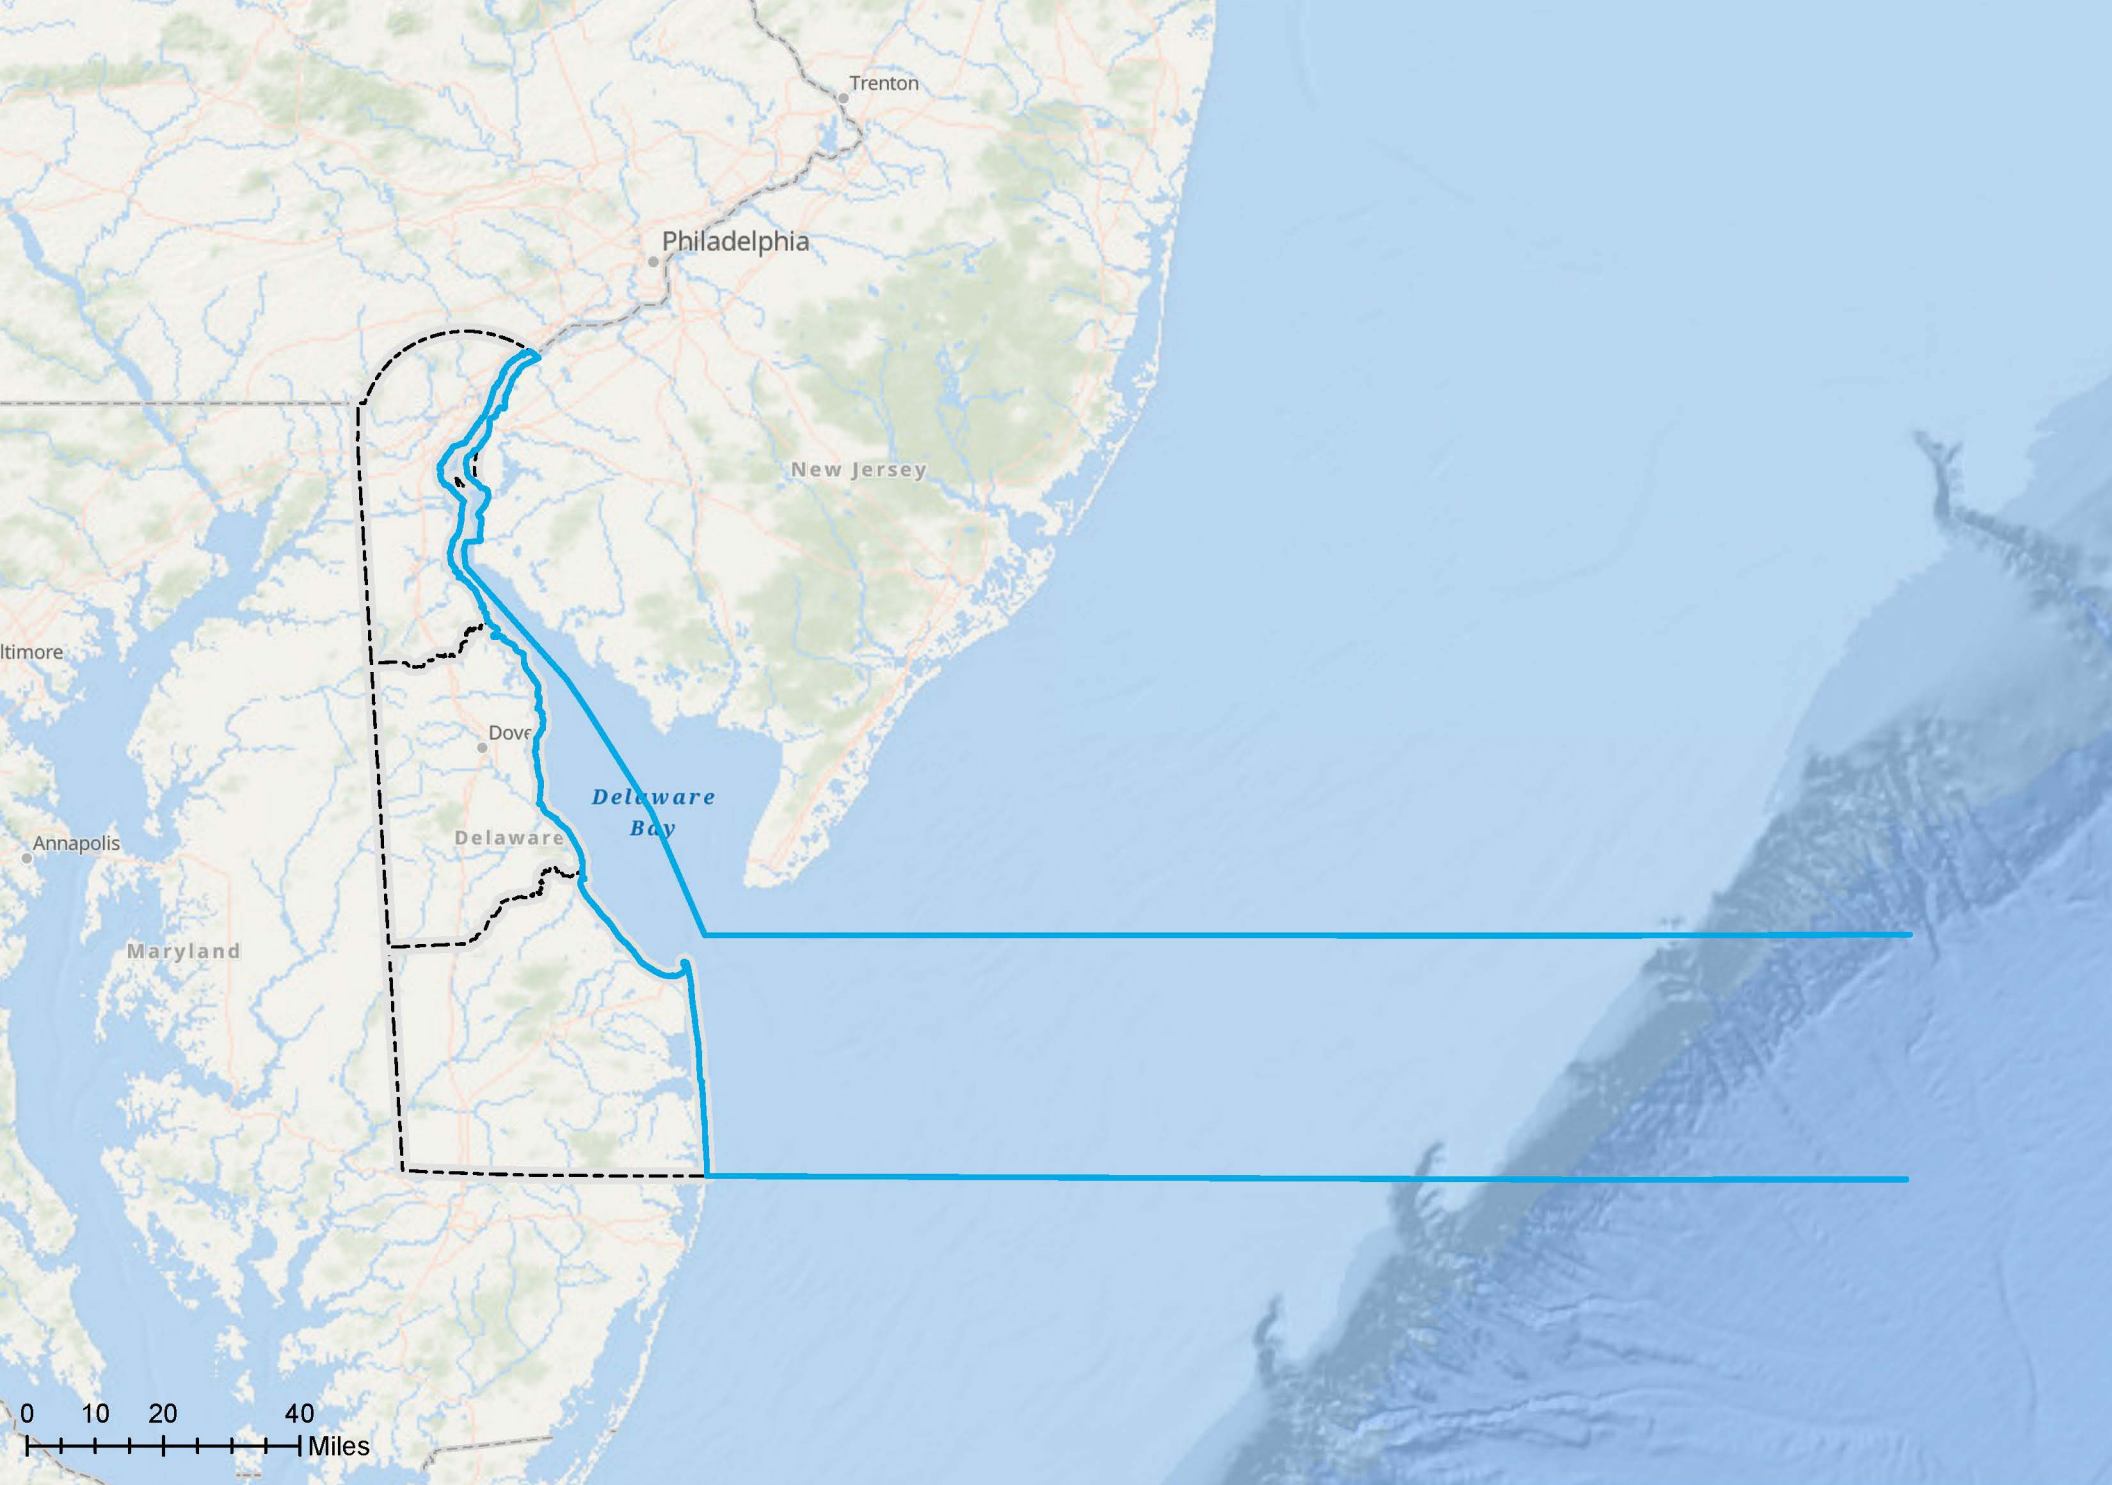 Trenton
Philadelphia
New Jersey
ltimore
Dove
Delaware
Bay
Delaware
Annapolis
Maryland
0 10 20 40
Miles